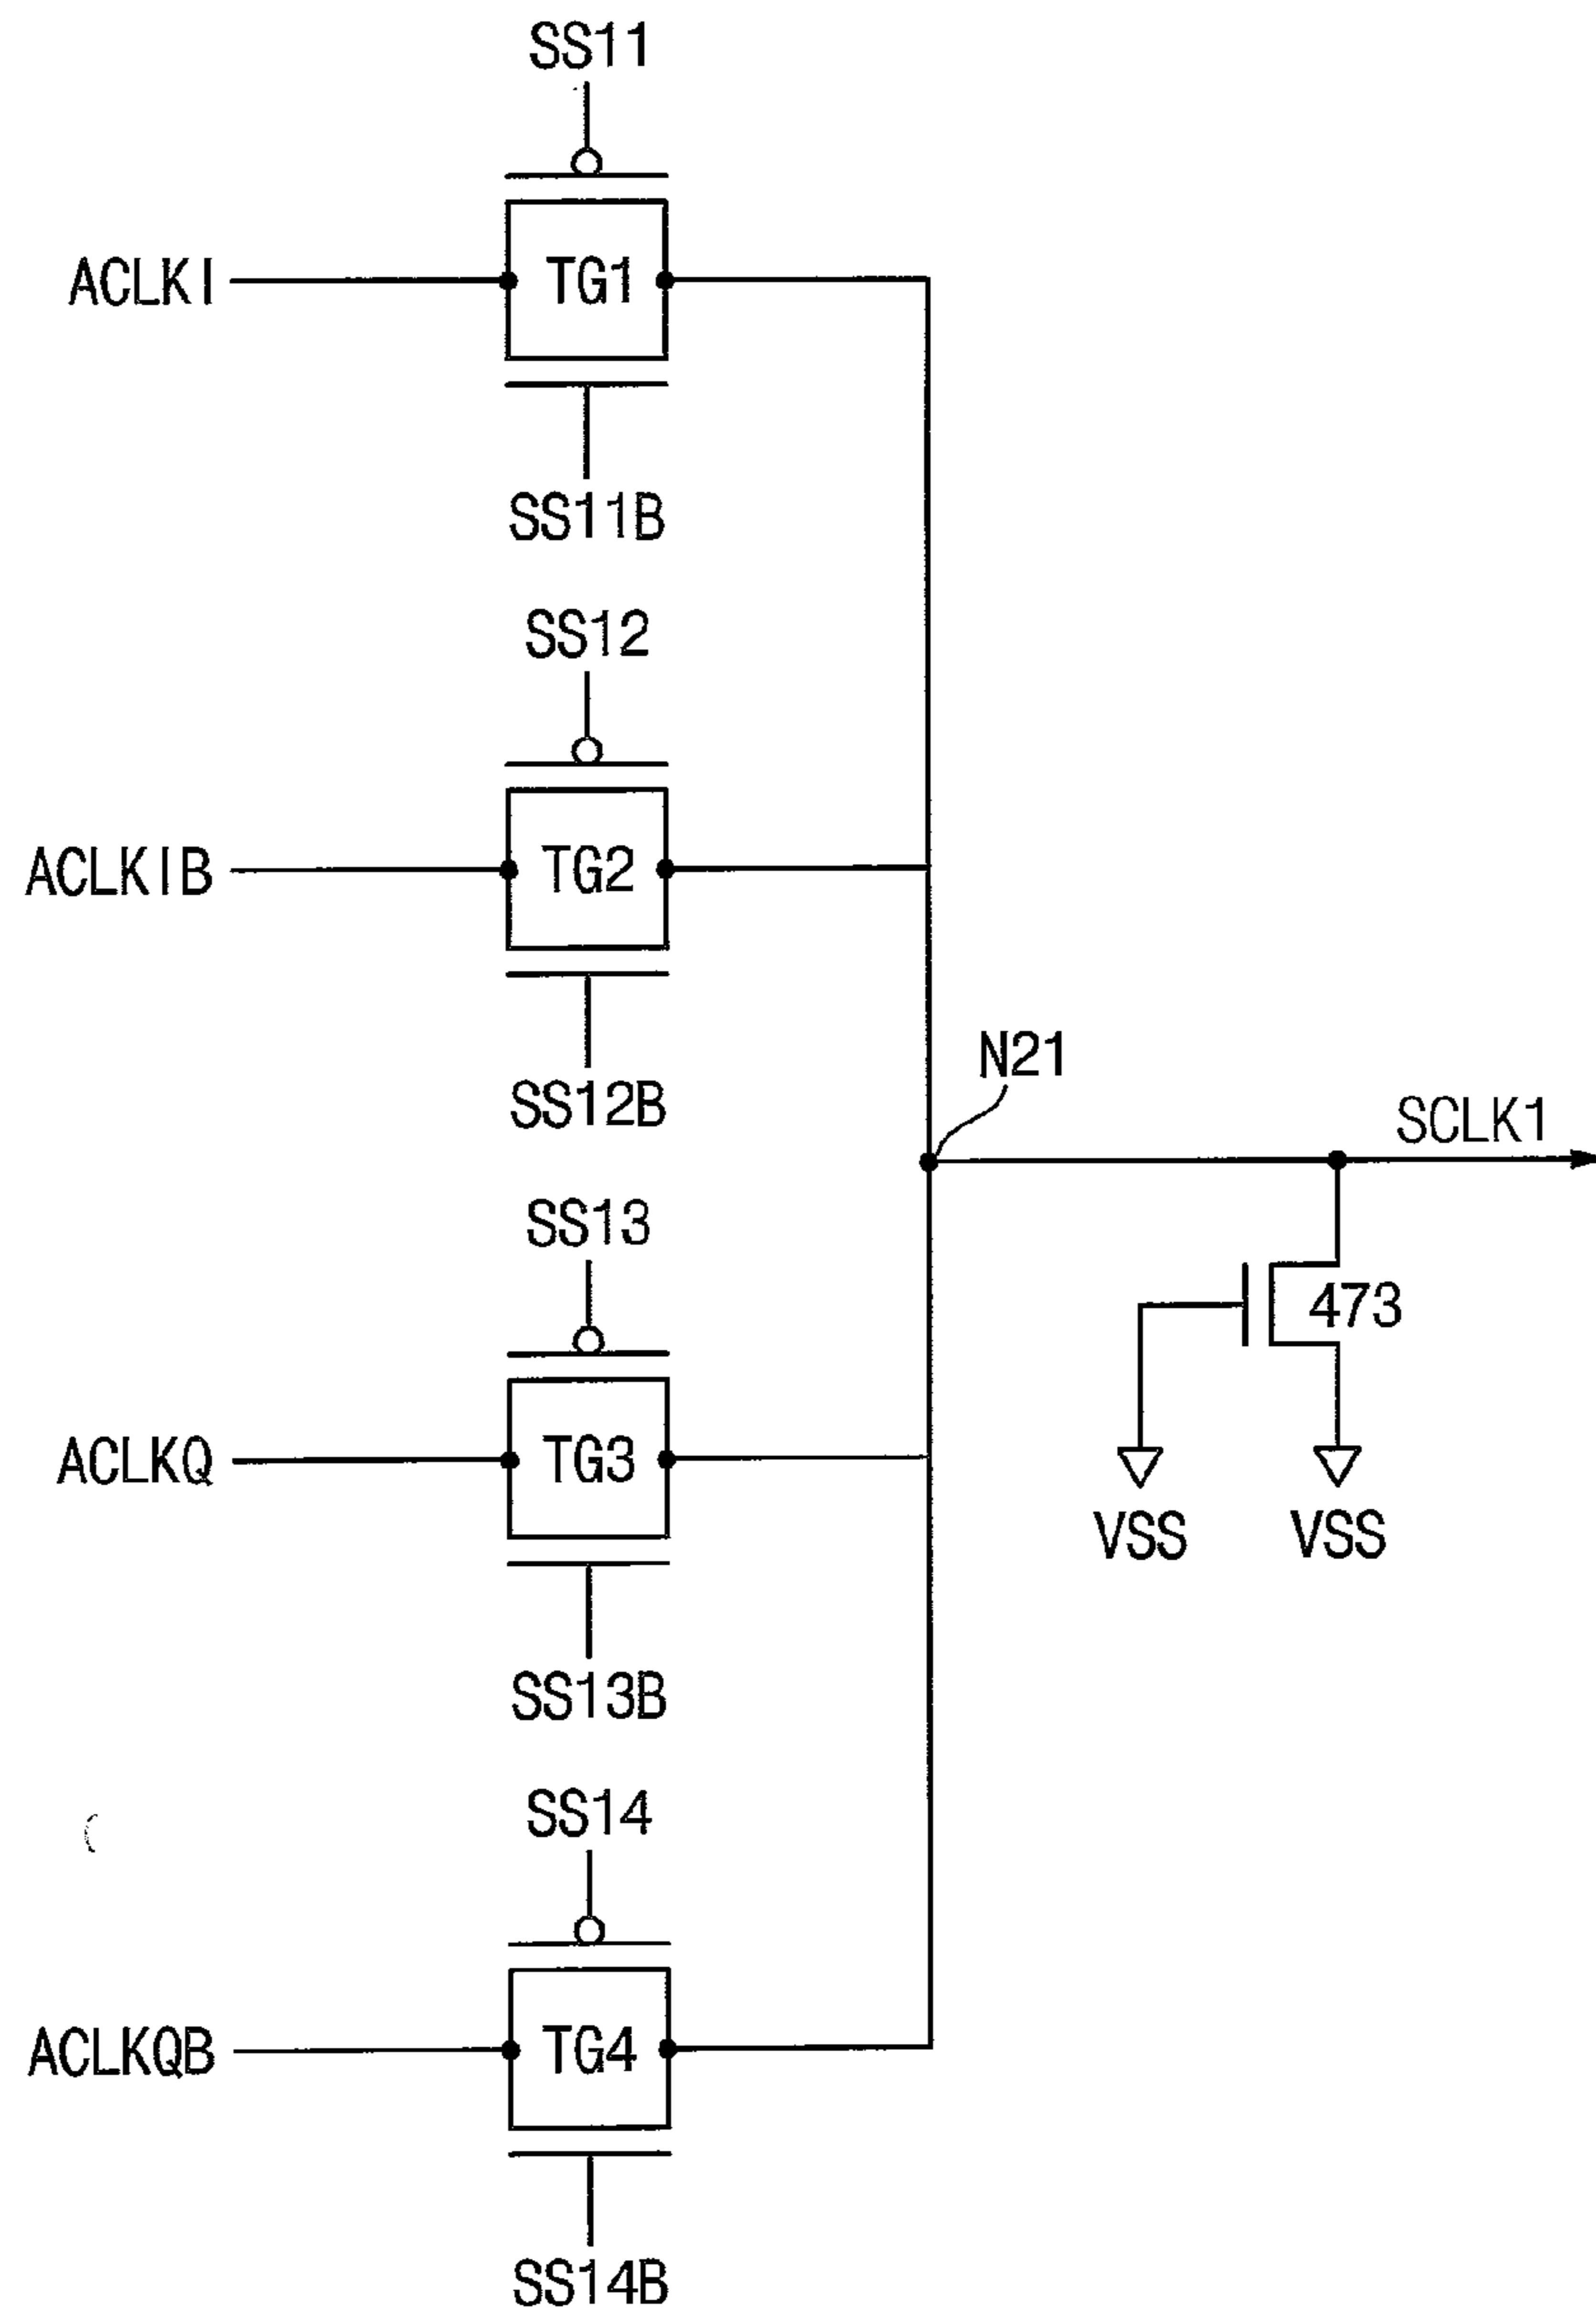 SS11
ACLKI
TG1
SS11B
SS12
ACLKIB
TG2
SS12B
N21
SCLK1
SS13
473
ACLKQ
TG3
VSS
VSS
SS13B
SS14
ACLKQB
TG4
SS14B